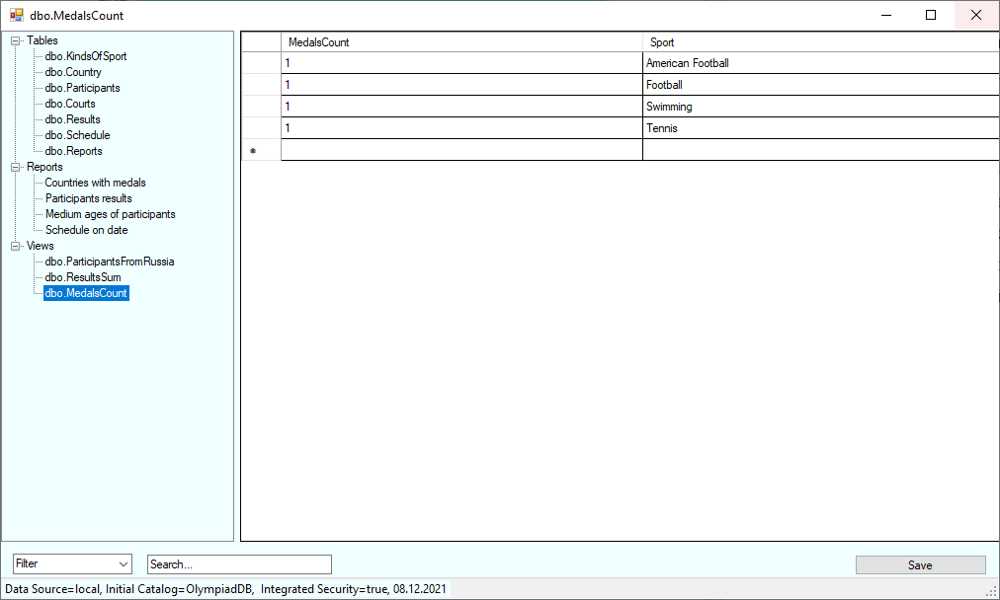 dbo.MedalsCount
Tables
dbo.KindsOfSport
dbo.Country
dbo.Participants
dbo.Courts
dbo.Results
dbo.Schedule
dbo.Reports
Reports
Countries with medals
Participants results
Medium ages of participants
Schedule on date
Views
dbo.ParticipantsFromRussia
dbo.ResultsSum
dbo.MedalsCount
MedalsCount Sport
1 American Football
1 Football
1 Swimming
1 Tennis
Filter Search... Save
Data Source=local, Initial Catalog=OlympiadDB, Integrated Security=true, 08.12.2021